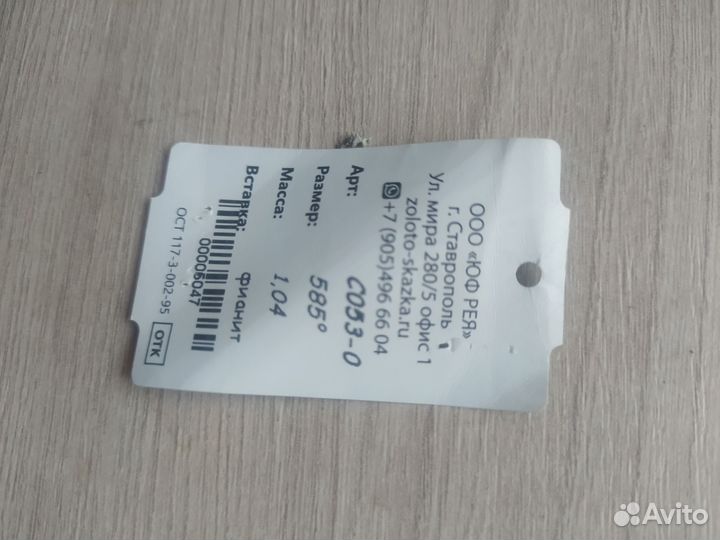 ООО «ЮФ РЕЯ»
г. Ставрополь
Ул. мира 280/5 офис 1
zoloto-skazka.ru
+7 (905)496 66 04
Арт: С053-0
Размер: 585°
Масса: 1,04
Вставка: фианит
00006047
ОСТ 117-3-002-95 ОТК
Avito